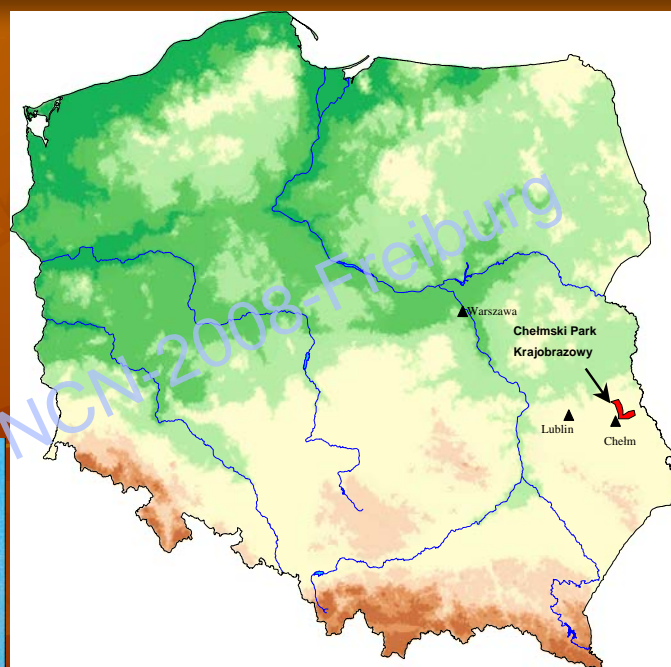 NCN-2008-Freiburg
Warszawa
Chełmski Park
Krajobrazowy
Lublin
Chełm